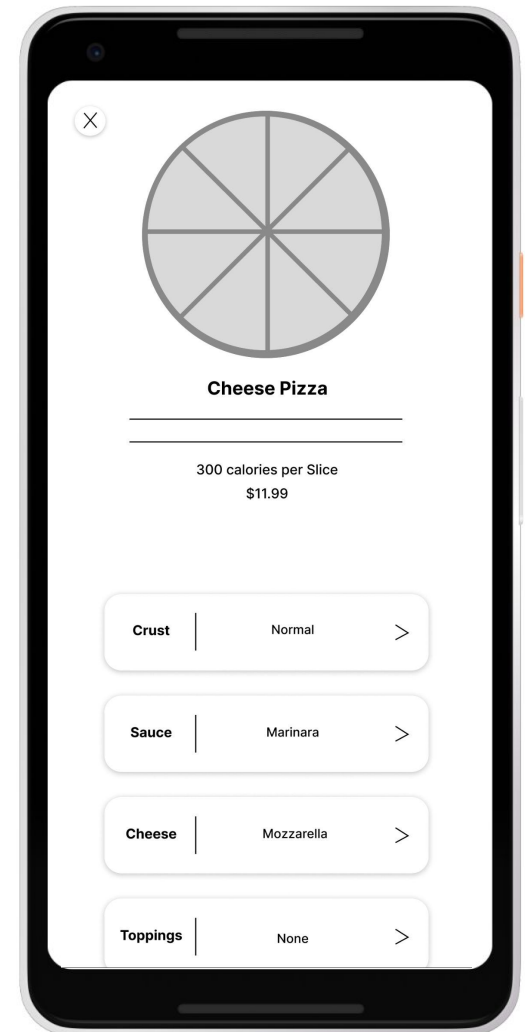 X
Cheese Pizza
300 calories per Slice
$11.99
Crust Normal >
Sauce Marinara >
Cheese Mozzarella >
Toppings None >